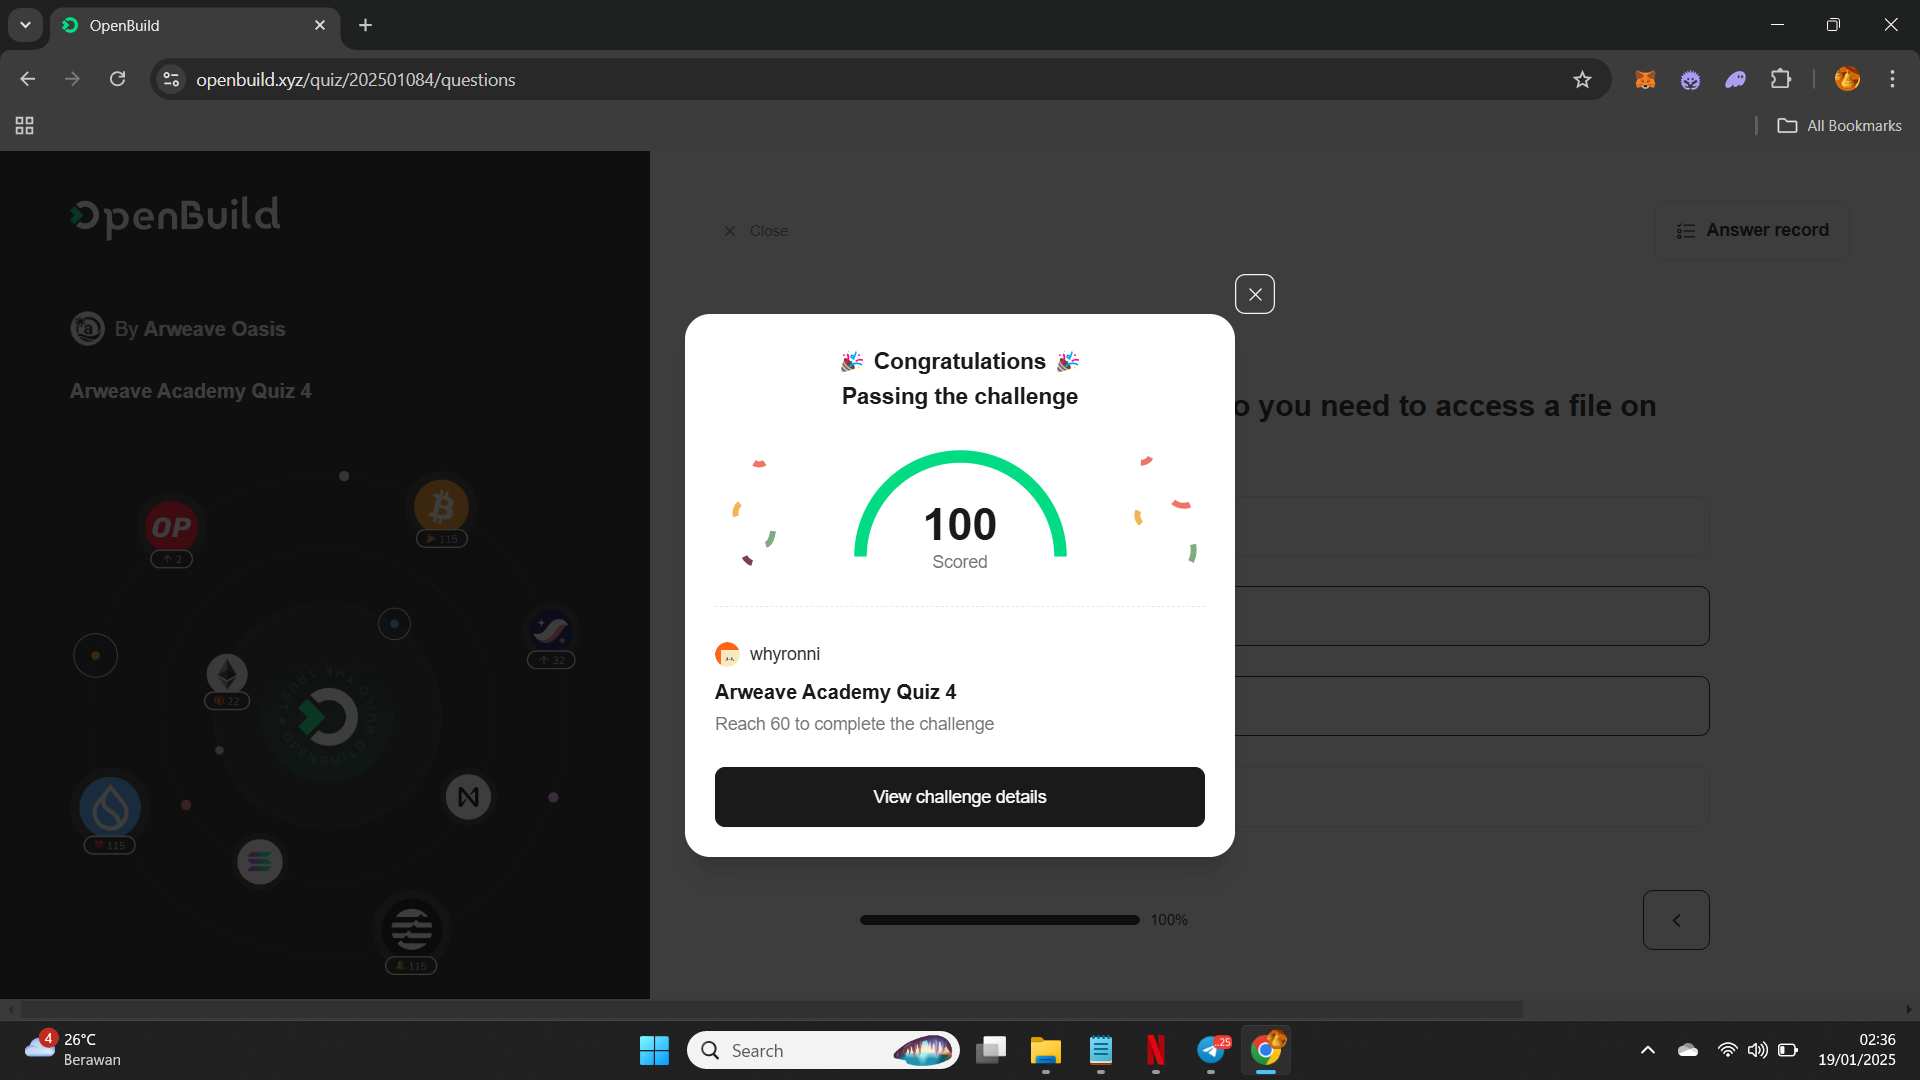 OpenBuild
openbuild.xyz/quiz/202501084/questions
All Bookmarks
OpenBuild
By Arweave Oasis
Arweave Academy Quiz 4
OP
2
115
32
22
115
115
Close
Answer record
o you need to access a file on
Congratulations
Passing the challenge
100
Scored
whyronni
Arweave Academy Quiz 4
Reach 60 to complete the challenge
View challenge details
100%
4
26°C
Berawan
Search
25
02:36
19/01/2025